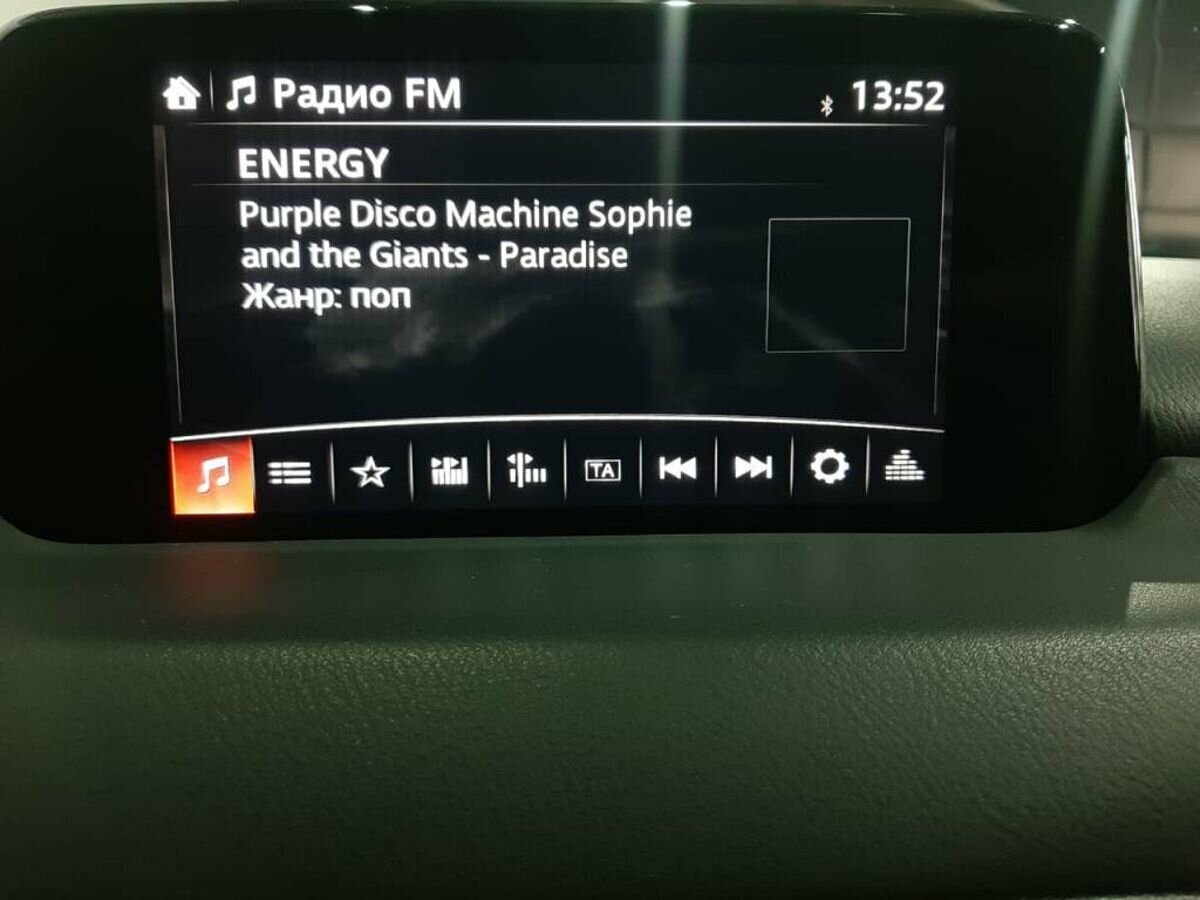 Радио FM 13:52
ENERGY
Purple Disco Machine Sophie
and the Giants - Paradise
Жанр: поп
TA